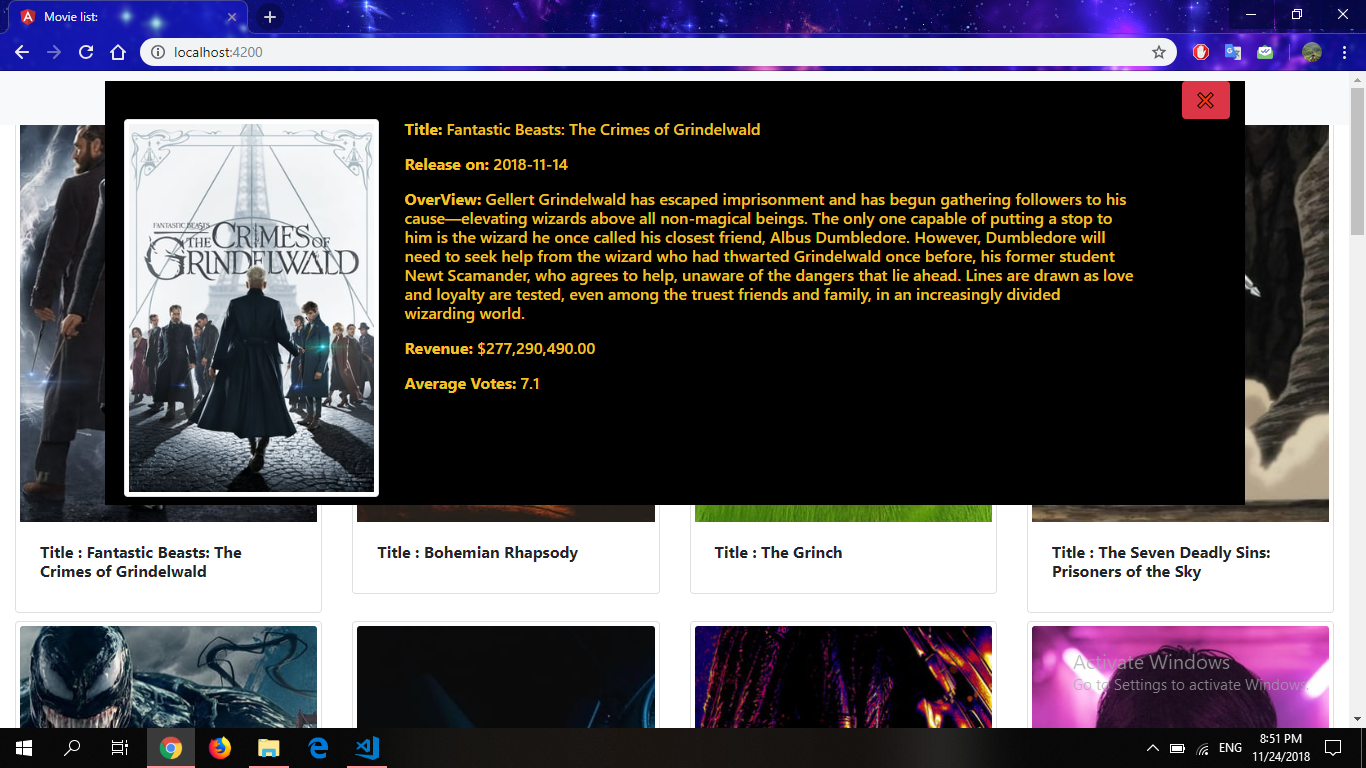 Movie list:
localhost:4200
Title: Fantastic Beasts: The Crimes of Grindelwald
Release on: 2018-11-14
OverView: Gellert Grindelwald has escaped imprisonment and has begun gathering followers to his
cause—elevating wizards above all non-magical beings. The only one capable of putting a stop to
him is the wizard he once called his closest friend, Albus Dumbledore. However, Dumbledore will
need to seek help from the wizard who had thwarted Grindelwald once before, his former student
Newt Scamander, who agrees to help, unaware of the dangers that lie ahead. Lines are drawn as love
and loyalty are tested, even among the truest friends and family, in an increasingly divided
wizarding world.
Revenue: $277,290,490.00
Average Votes: 7.1
FANTASTIC BEASTS
THE CRIMES OF
GRINDELWALD
Title : Fantastic Beasts: The
Crimes of Grindelwald
Title : Bohemian Rhapsody
Title : The Grinch
Title : The Seven Deadly Sins:
Prisoners of the Sky
Activate Windows
Go to Settings to activate Windows.
ENG
8:51 PM
11/24/2018